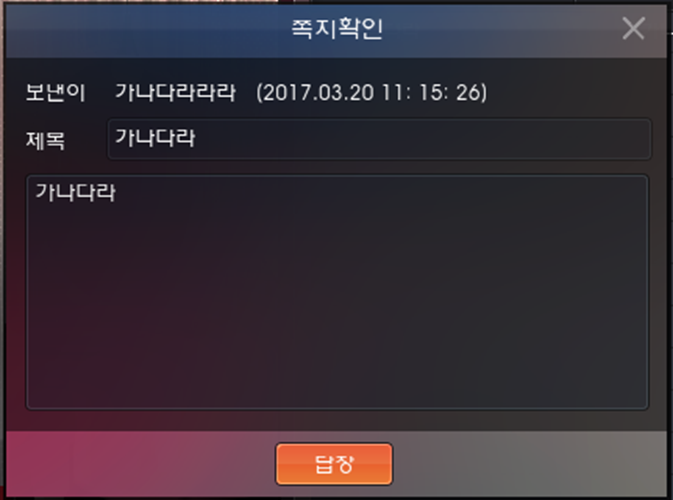 쪽지확인
보낸이 가나다라라라 (2017.03.20 11: 15: 26)
제목 가나다라
가나다라
답장